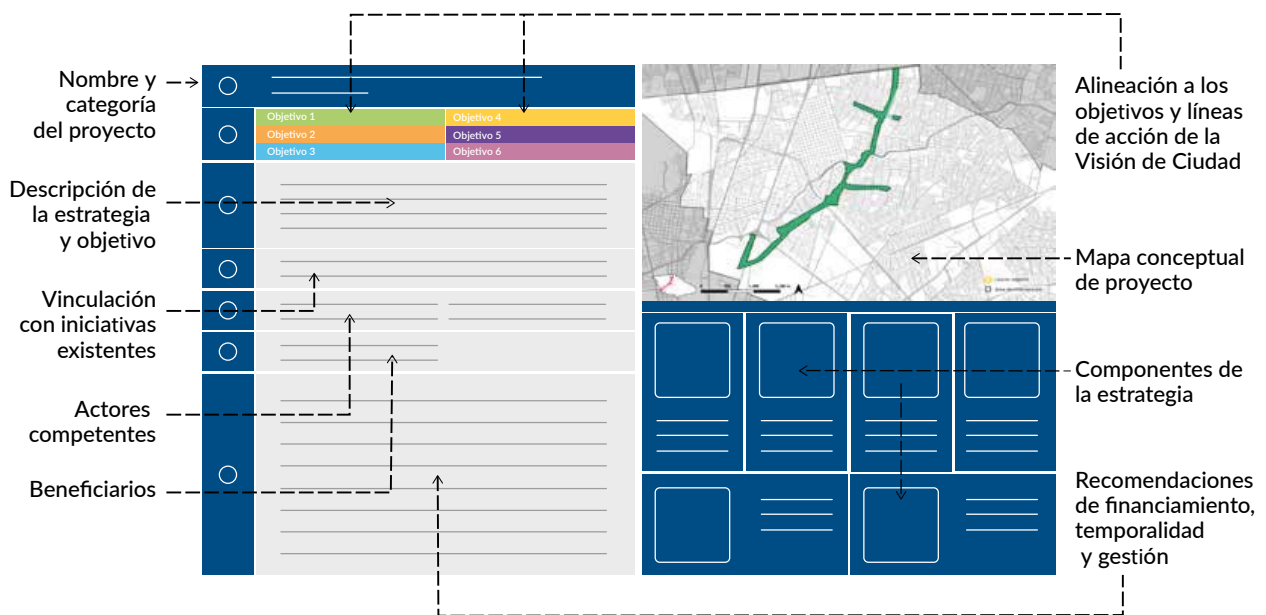 Nombre y
categoría
del proyecto
Objetivo 1
Objetivo 2
Objetivo 3
Objetivo 4
Objetivo 5
Objetivo 6
Alineación a los
objetivos y líneas
de acción de la
Visión de Ciudad
Descripción de
la estrategia
y objetivo
Mapa conceptual
de proyecto
Vinculación
con iniciativas
existentes
Componentes de
la estrategia
Actores
competentes
Beneficiarios
Recomendaciones
de financiamiento,
temporalidad
y gestión